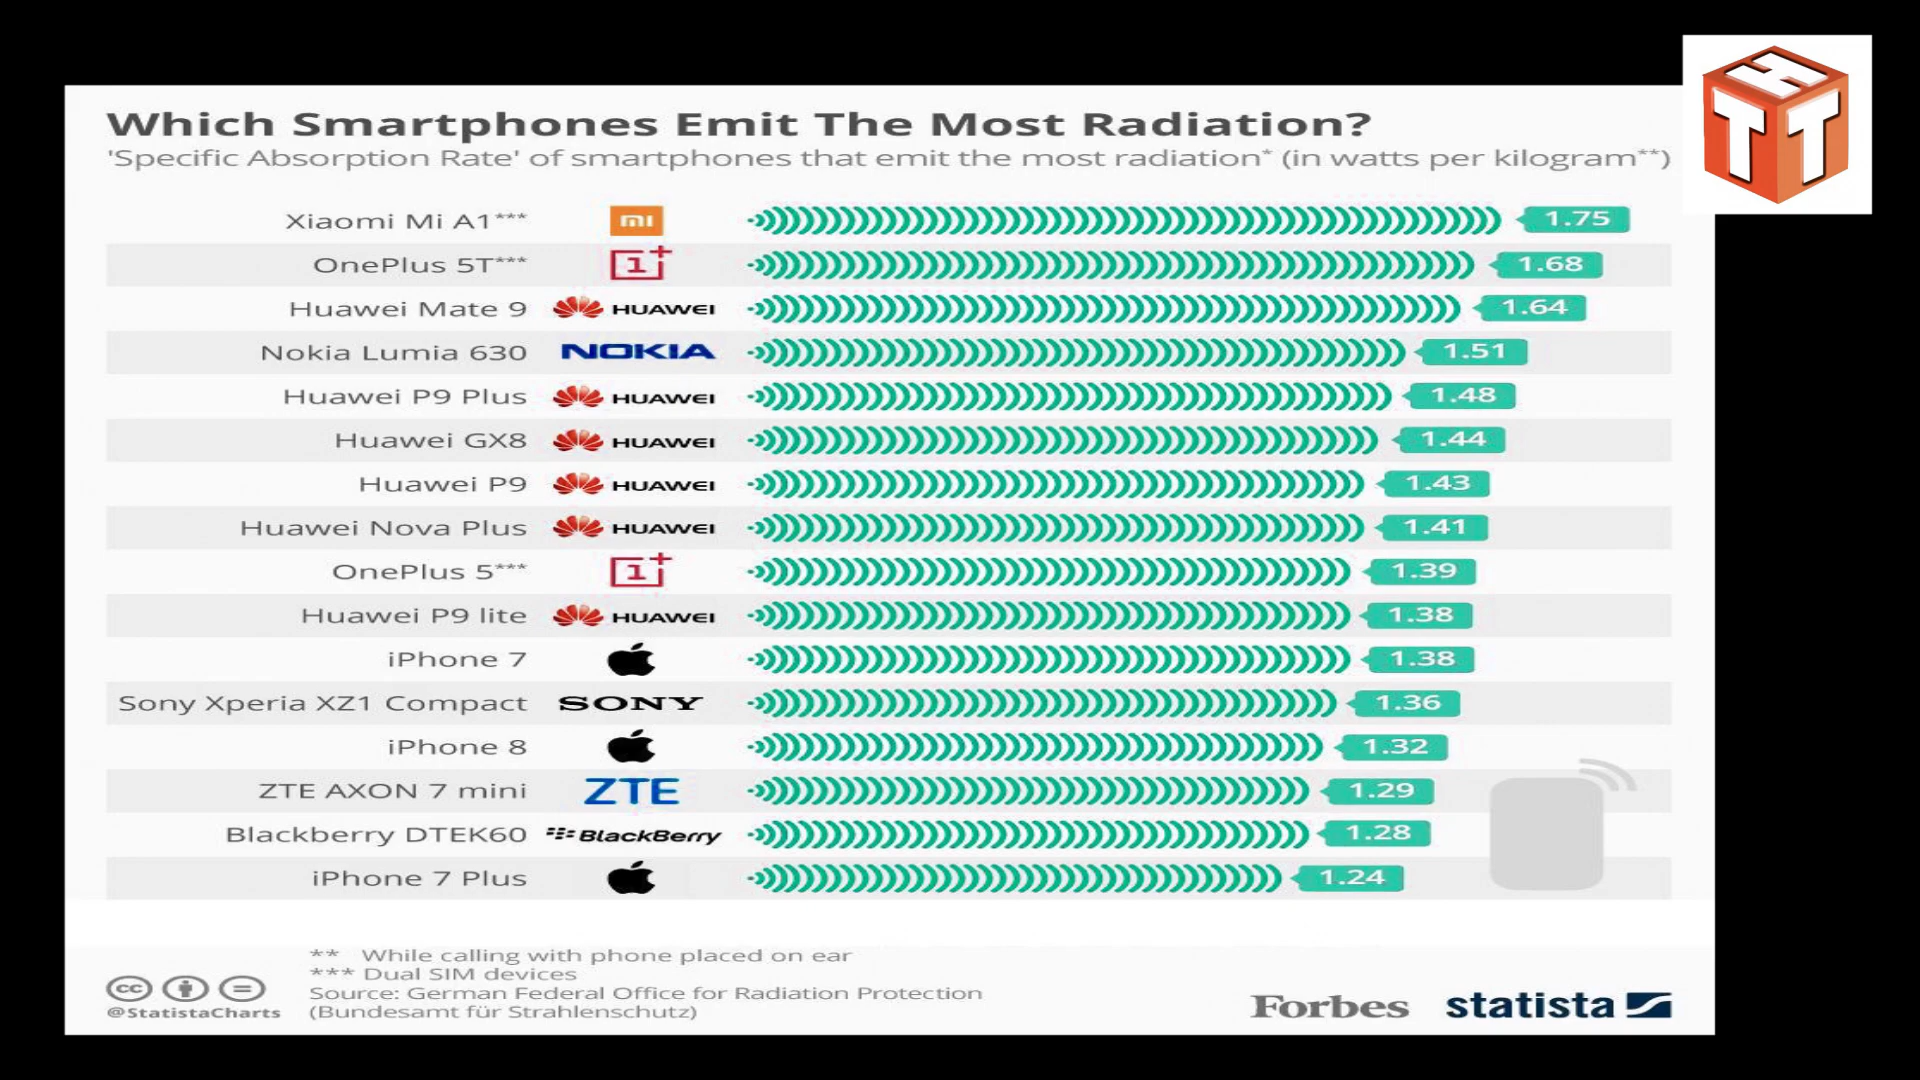 Which Smartphones Emit The Most Radiation?
'Specific Absorption Rate' of smartphones that emit the most radiation* (in watts per kilogram**)
HTT
Xiaomi Mi A1*** mi 1.75
OnePlus 5T*** 1+ 1.68
Huawei Mate 9 HUAWEI 1.64
Nokia Lumia 630 NOKIA 1.51
Huawei P9 Plus HUAWEI 1.48
Huawei GX8 HUAWEI 1.44
Huawei P9 HUAWEI 1.43
Huawei Nova Plus HUAWEI 1.41
OnePlus 5*** 1+ 1.39
Huawei P9 lite HUAWEI 1.38
iPhone 7 1.38
Sony Xperia XZ1 Compact SONY 1.36
iPhone 8 1.32
ZTE AXON 7 mini ZTE 1.29
Blackberry DTEK60 BlackBerry 1.28
iPhone 7 Plus 1.24
** While calling with phone placed on ear
*** Dual SIM devices
Source: German Federal Office for Radiation Protection
(Bundesamt für Strahlenschutz)
cc
@StatistaCharts
Forbes statista